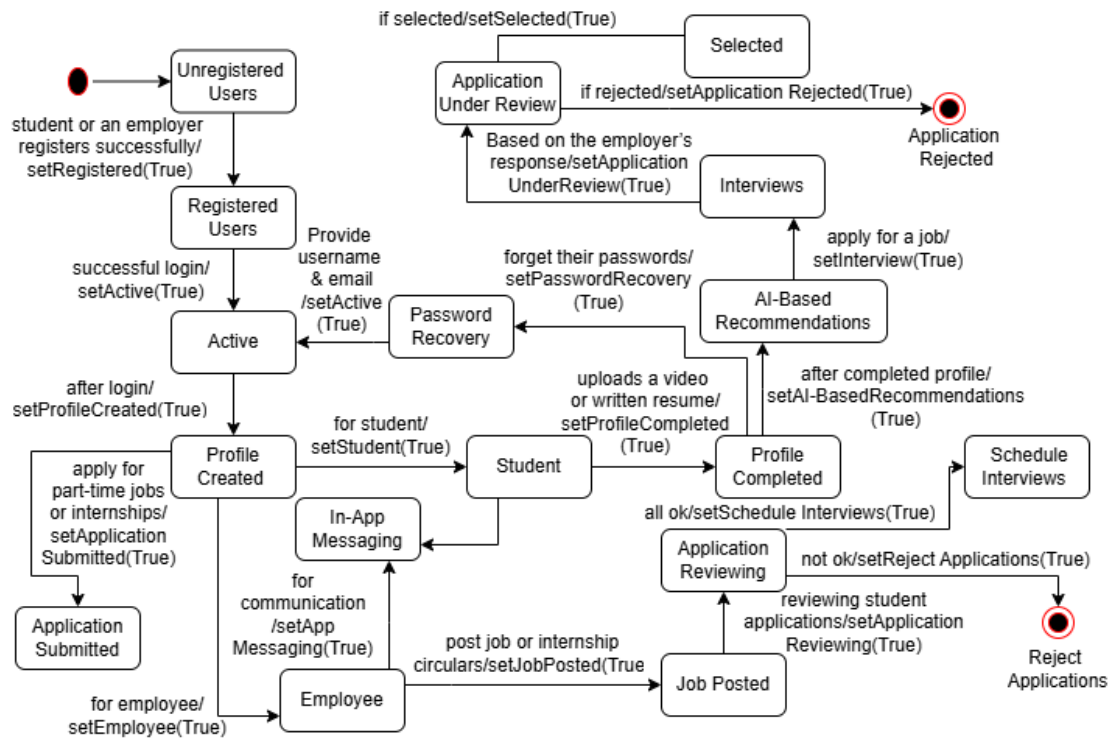 if selected/setSelected(True)
Selected
Unregistered
Users
Application
Under Review
if rejected/setApplication Rejected(True)
Application
Rejected
student or an employer
registers successfully/
setRegistered(True)
Based on the employer's
response/setApplication
UnderReview(True)
Interviews
Registered
Users
Provide
username
& email
/setActive
(True)
forget their passwords/
setPasswordRecovery
(True)
apply for a job/
setInterview(True)
successful login/
setActive(True)
Active
Password
Recovery
AI-Based
Recommendations
after login/
setProfileCreated(True)
for student/
setStudent(True)
uploads a video
or written resume/
setProfileCompleted
(True)
after completed profile/
setAI-BasedRecommendations
(True)
Profile
Created
Student
Profile
Completed
Schedule
Interviews
apply for
part-time jobs
or internships/
setApplication
Submitted(True)
In-App
Messaging
all ok/setSchedule Interviews(True)
Application
Reviewing
not ok/setReject Applications(True)
for
communication
/setApp
Messaging(True)
reviewing student
applications/setApplication
Reviewing(True)
Application
Submitted
post job or internship
circulars/setJobPosted(True
Reject
Applications
Employee
Job Posted
for employee/
setEmployee(True)